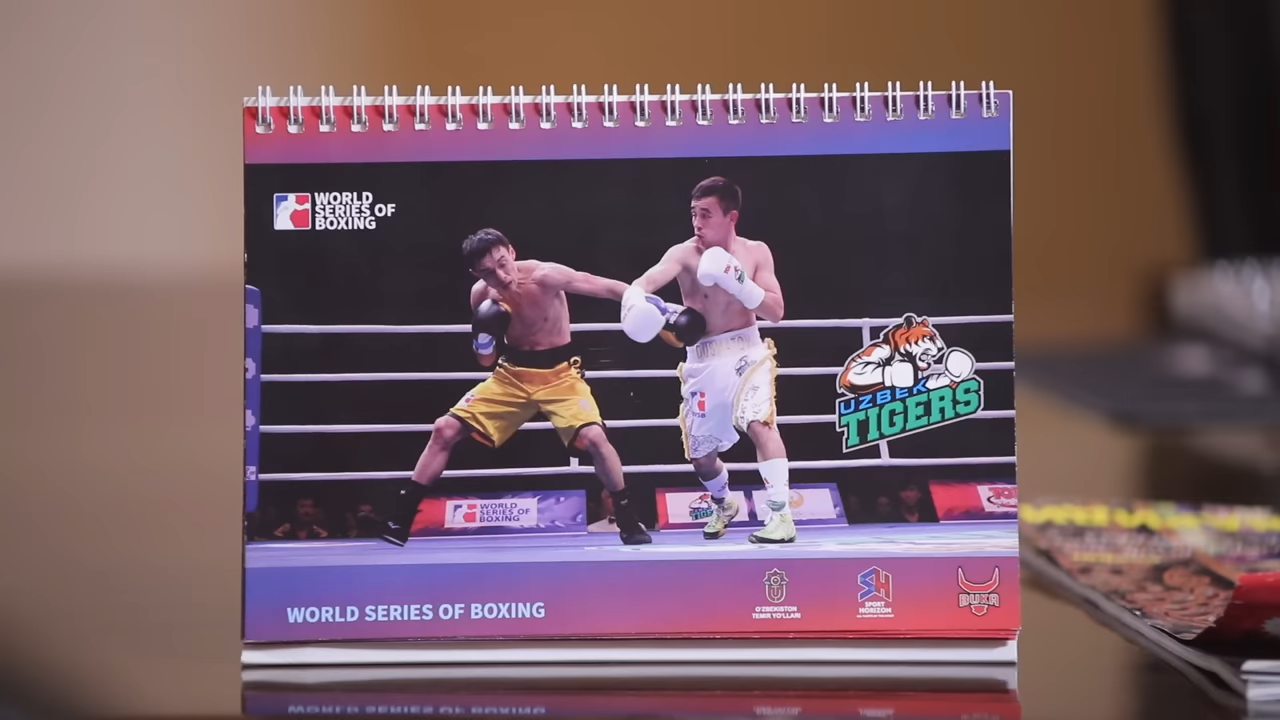 WORLD
SERIES OF
BOXING
UZBEK
TIGERS
WORLD
SERIES OF
BOXING
WORLD SERIES OF BOXING
O'ZBEKISTON
TEMIR YO'LLARI
SPORT
HORIZON
BUKA